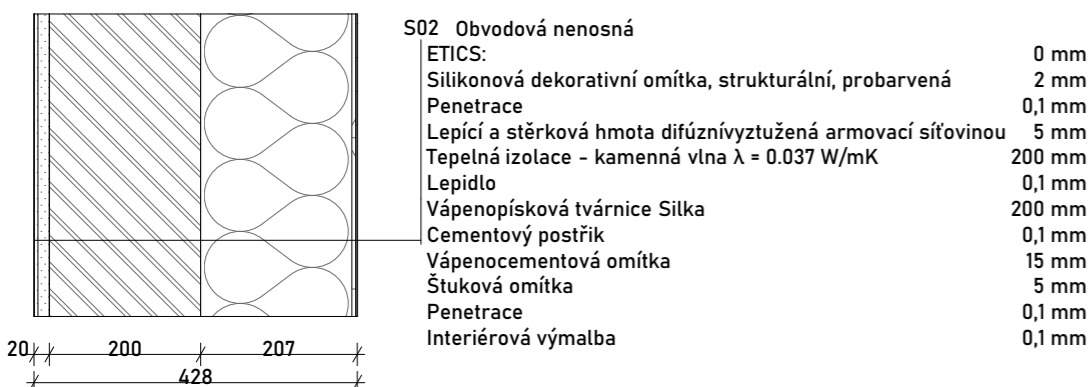 S02 Obvodová nenosná
ETICS: 0 mm
Silikonová dekorativní omítka, strukturální, probarvená 2 mm
Penetrace 0,1 mm
Lepící a stěrková hmota difúznívyztužená armovací síťovinou 5 mm
Tepelná izolace - kamenná vlna λ = 0.037 W/mK 200 mm
Lepidlo 0,1 mm
Vápenopísková tvárnice Silka 200 mm
Cementový postřik 0,1 mm
Vápenocementová omítka 15 mm
Štuková omítka 5 mm
Penetrace 0,1 mm
Interiérová výmalba 0,1 mm
20 200 207
428